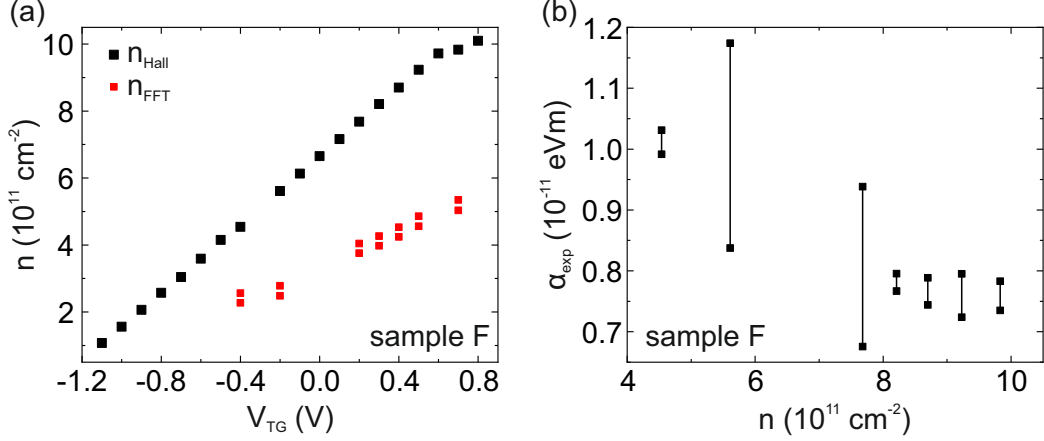 (a)
n (10¹¹ cm⁻²)
10
8
6
4
2
n_Hall
n_FFT
sample F
-1.2
-0.8
-0.4
0.0
0.4
0.8
V_TG (V)
(b)
α_exp (10⁻¹¹ eVm)
1.2
1.1
1.0
0.9
0.8
0.7
sample F
4
6
8
10
n (10¹¹ cm⁻²)